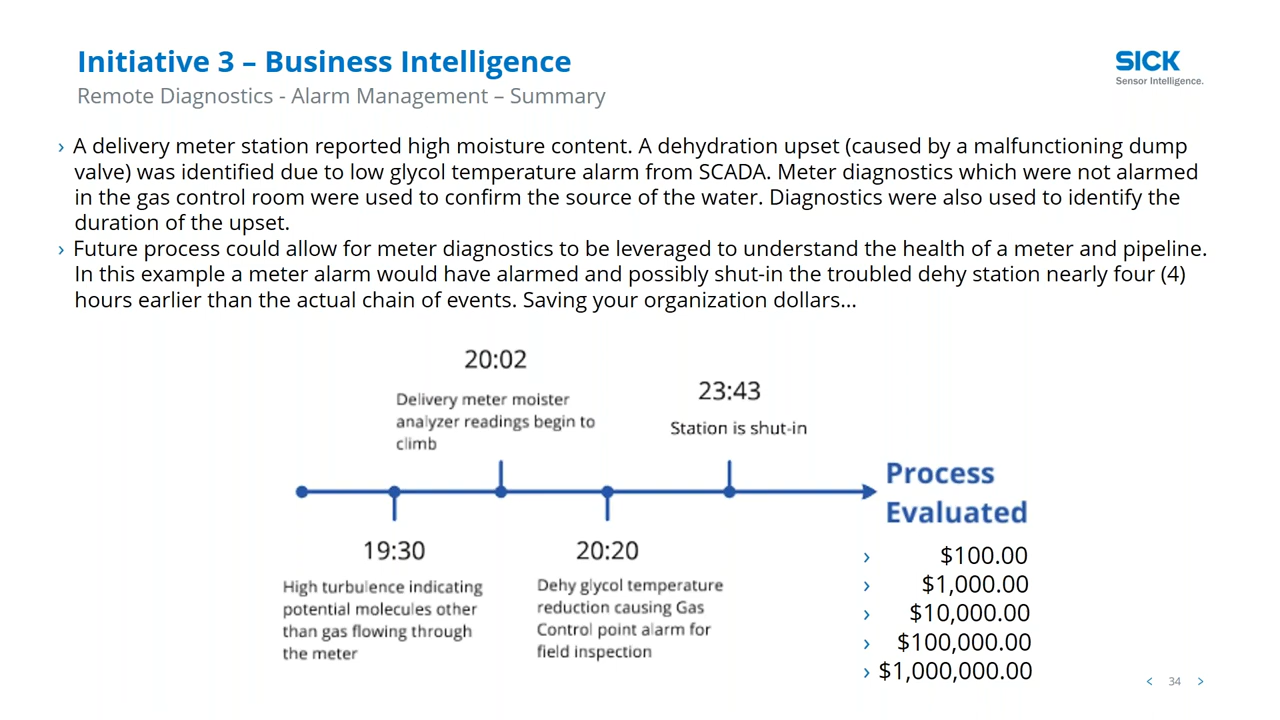 Initiative 3 – Business Intelligence
Remote Diagnostics - Alarm Management – Summary
SICK
Sensor Intelligence.
› A delivery meter station reported high moisture content. A dehydration upset (caused by a malfunctioning dump
valve) was identified due to low glycol temperature alarm from SCADA. Meter diagnostics which were not alarmed
in the gas control room were used to confirm the source of the water. Diagnostics were also used to identify the
duration of the upset.
› Future process could allow for meter diagnostics to be leveraged to understand the health of a meter and pipeline.
In this example a meter alarm would have alarmed and possibly shut-in the troubled dehy station nearly four (4)
hours earlier than the actual chain of events. Saving your organization dollars...
20:02
Delivery meter moister
analyzer readings begin to
climb
23:43
Station is shut-in
19:30
High turbulence indicating
potential molecules other
than gas flowing through
the meter
20:20
Dehy glycol temperature
reduction causing Gas
Control point alarm for
field inspection
Process
Evaluated
› $100.00
› $1,000.00
› $10,000.00
› $100,000.00
› $1,000,000.00
< 34 >